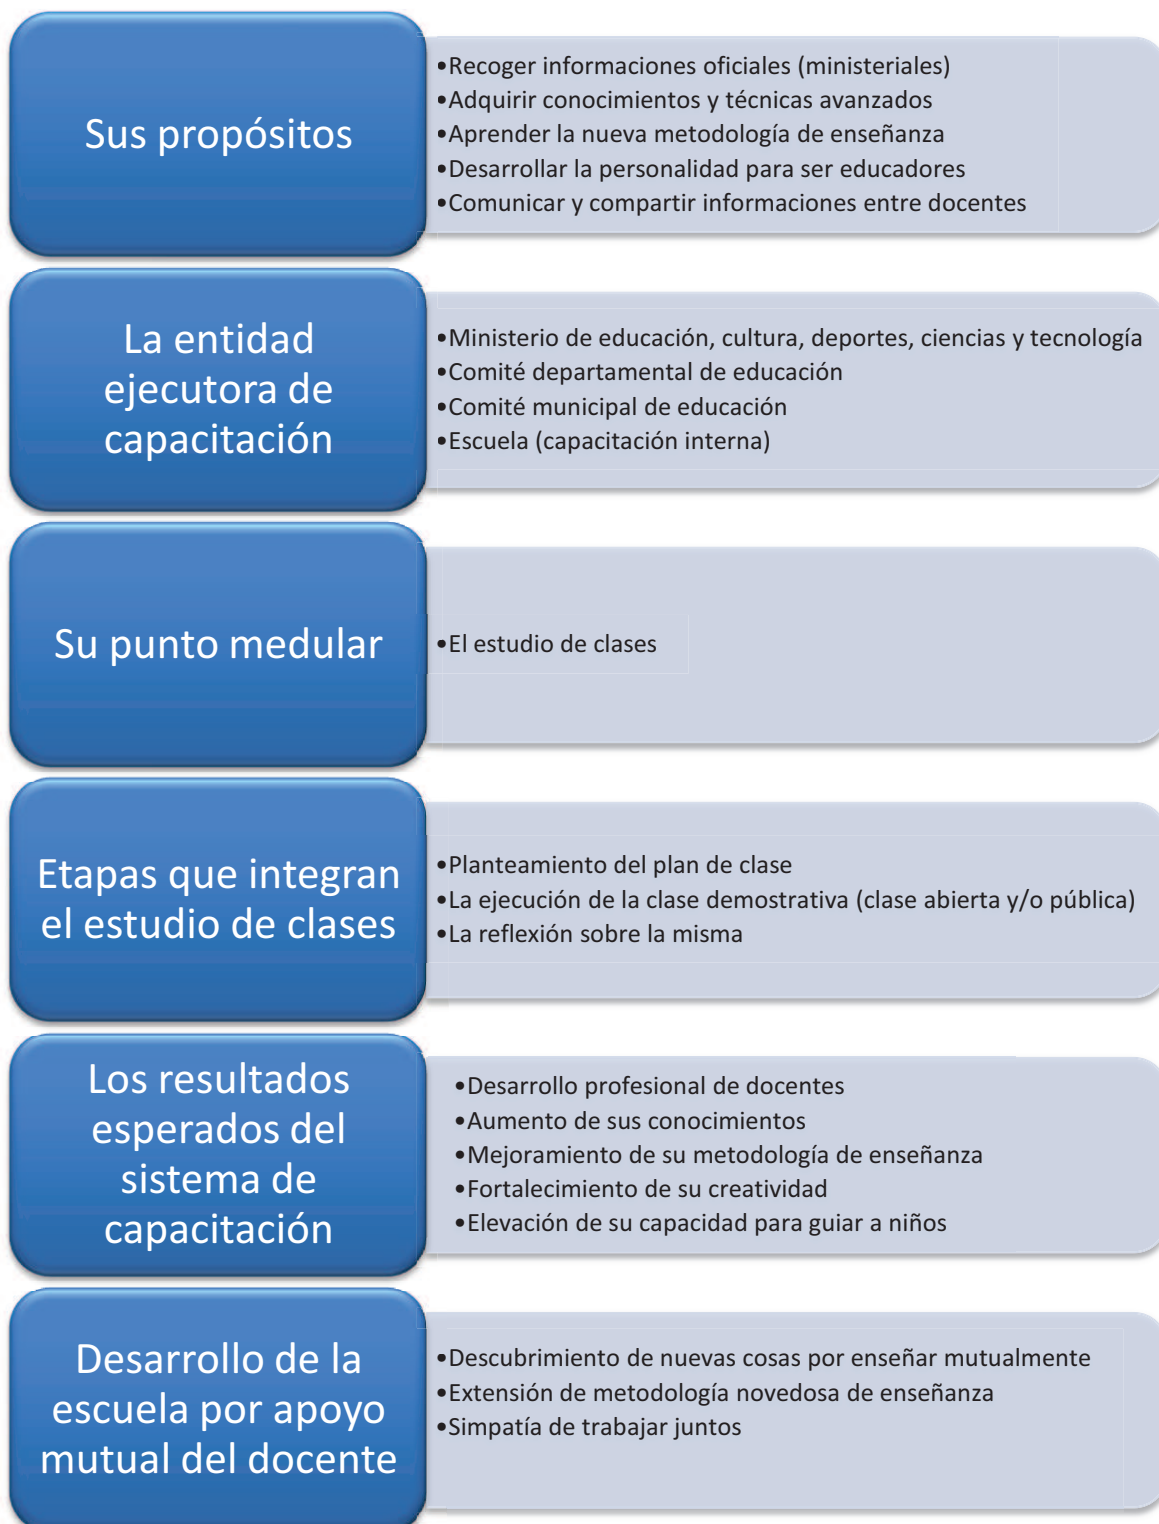 Sus propósitos
•Recoger informaciones oficiales (ministeriales)
•Adquirir conocimientos y técnicas avanzados
•Aprender la nueva metodología de enseñanza
•Desarrollar la personalidad para ser educadores
•Comunicar y compartir informaciones entre docentes
La entidad
ejecutora de
capacitación
•Ministerio de educación, cultura, deportes, ciencias y tecnología
•Comité departamental de educación
•Comité municipal de educación
•Escuela (capacitación interna)
Su punto medular
•El estudio de clases
Etapas que integran
el estudio de clases
•Planteamiento del plan de clase
•La ejecución de la clase demostrativa (clase abierta y/o pública)
•La reflexión sobre la misma
Los resultados
esperados del
sistema de
capacitación
•Desarrollo profesional de docentes
•Aumento de sus conocimientos
•Mejoramiento de su metodología de enseñanza
•Fortalecimiento de su creatividad
•Elevación de su capacidad para guiar a niños
Desarrollo de la
escuela por apoyo
mutual del docente
•Descubrimiento de nuevas cosas por enseñar mutualmente
•Extensión de metodología novedosa de enseñanza
•Simpatía de trabajar juntos